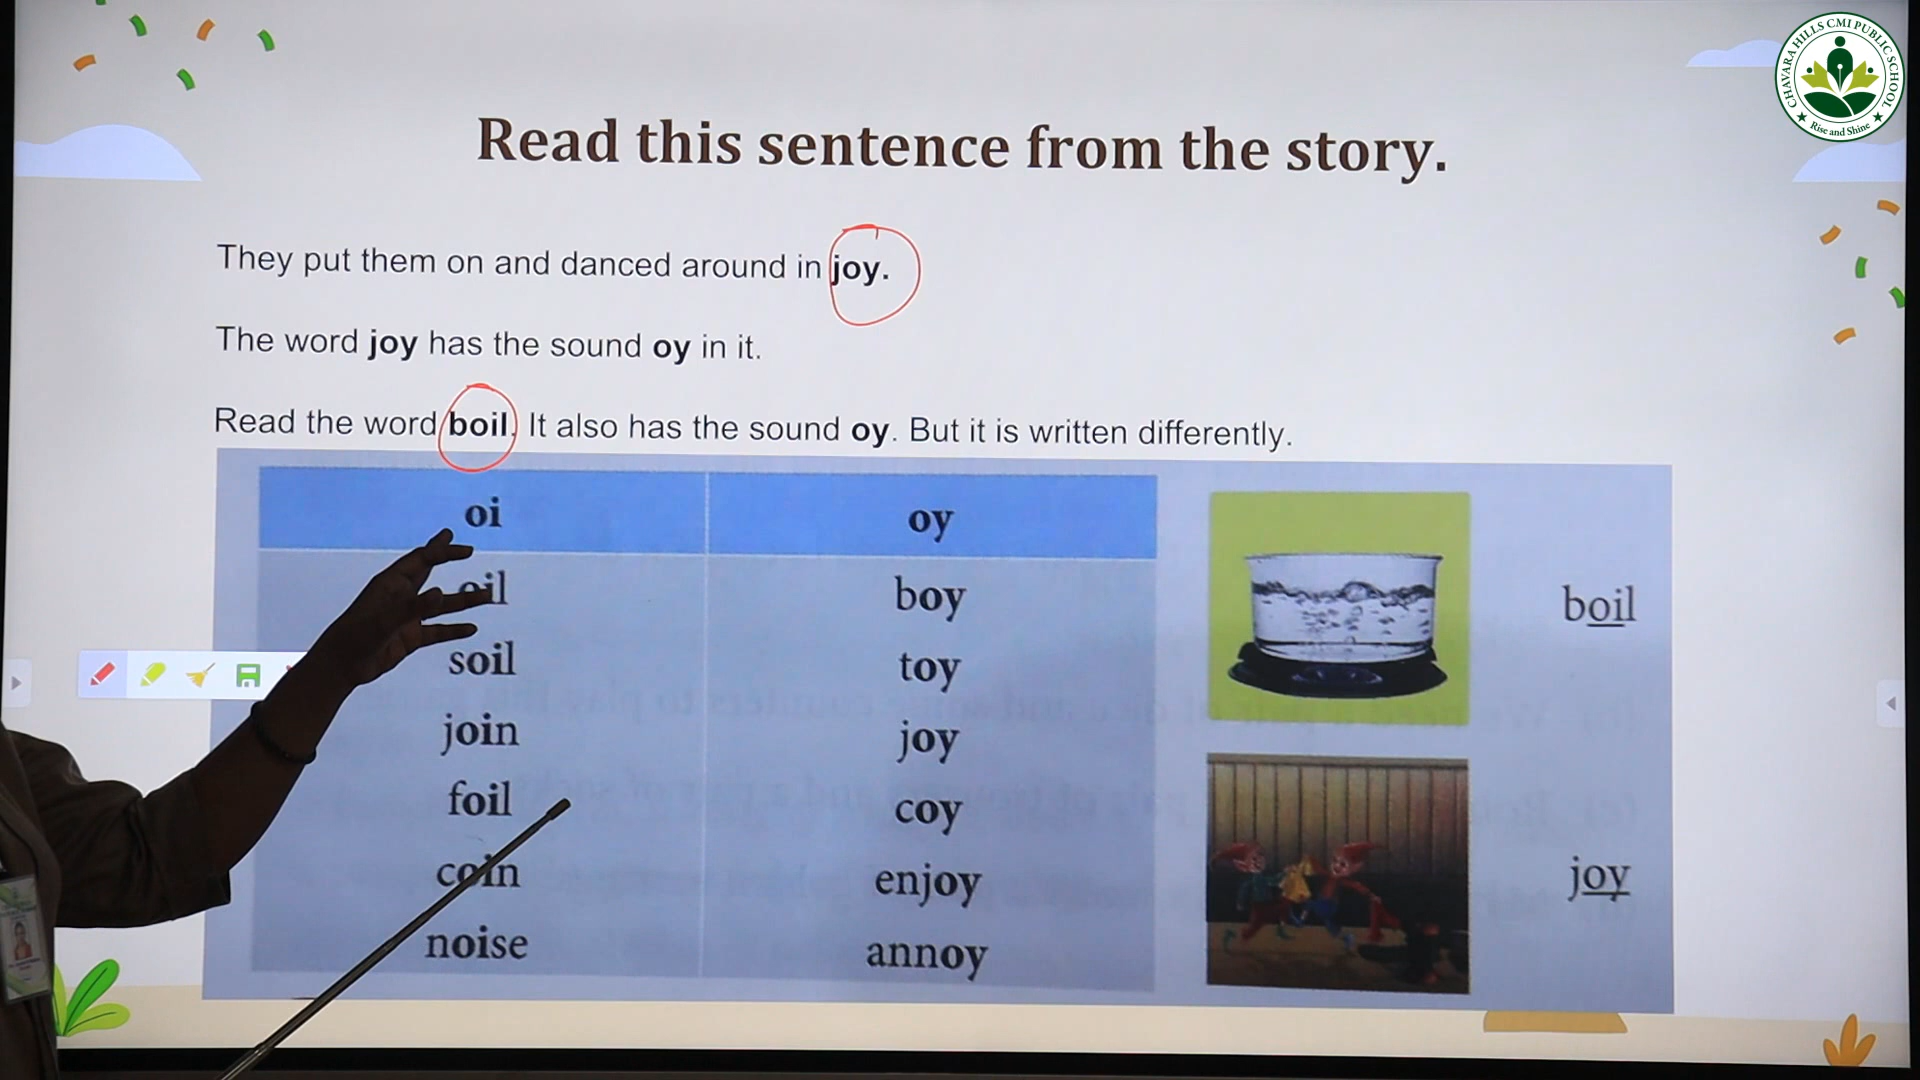 CHAVARA HILLS CMI PUBLIC SCHOOL
Rise and Shine
Read this sentence from the story.
They put them on and danced around in joy.
The word joy has the sound oy in it.
Read the word boil. It also has the sound oy. But it is written differently.
oi oy
oil boy
soil toy
join joy
foil coy
coin enjoy
noise annoy
boil
joy